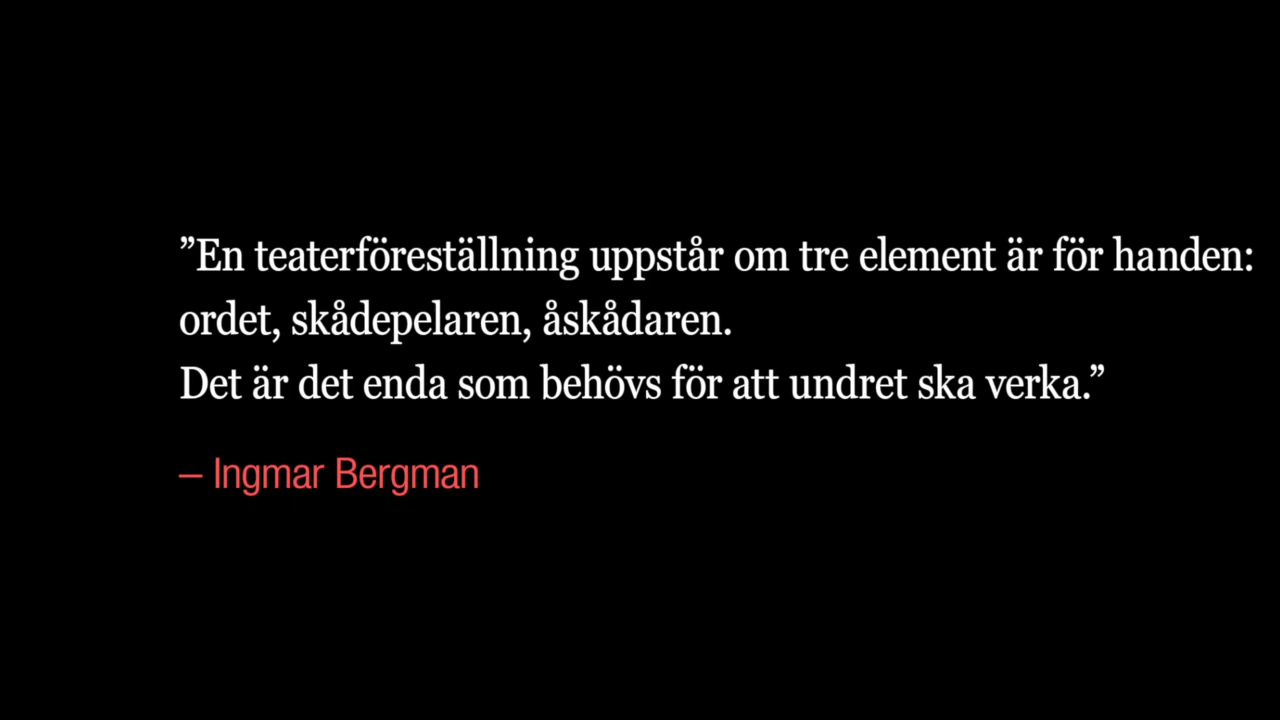 ”En teaterföreställning uppstår om tre element är för handen:
ordet, skådepelaren, åskådaren.
Det är det enda som behövs för att undret ska verka.”
– Ingmar Bergman